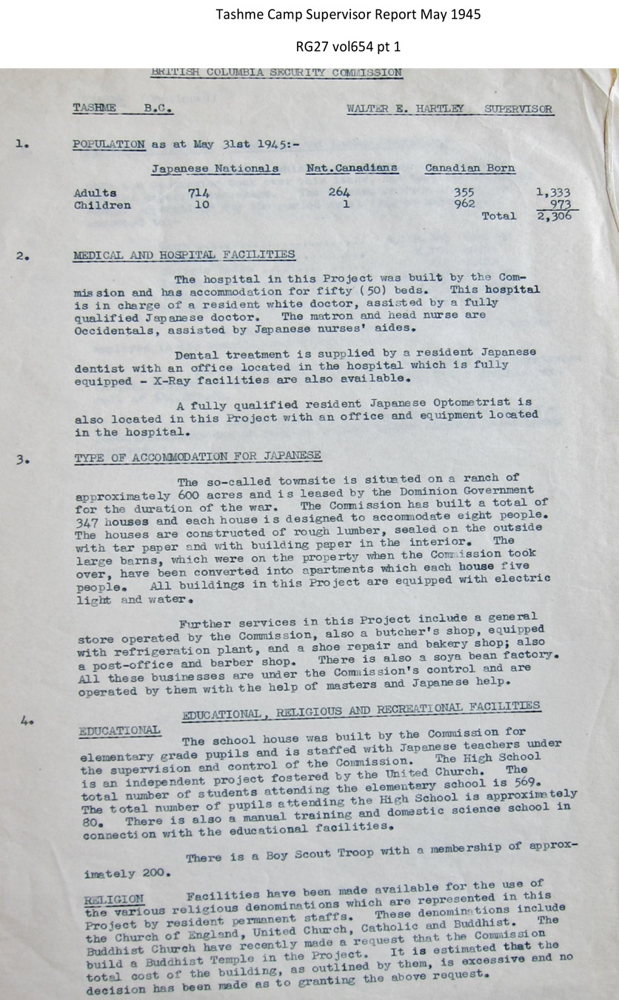 Tashme Camp Supervisor Report May 1945
RG27 vol654 pt 1
BRITISH COLUMBIA SECURITY COMMISSION
TASHME B.C. WALTER E. HARTLEY SUPERVISOR
1. POPULATION as at May 31st 1945:-
Japanese Nationals Nat.Canadians Canadian Born
Adults 714 264 355 1,333
Children 10 1 962 973
Total 2,306
2. MEDICAL AND HOSPITAL FACILITIES
The hospital in this Project was built by the Com-
mission and has accommodation for fifty (50) beds. This hospital
is in charge of a resident white doctor, assisted by a fully
qualified Japanese doctor. The matron and head nurse are
Occidentals, assisted by Japanese nurses' aides.
Dental treatment is supplied by a resident Japanese
dentist with an office located in the hospital which is fully
equipped - X-Ray facilities are also available.
A fully qualified resident Japanese Optometrist is
also located in this Project with an office and equipment located
in the hospital.
3. TYPE OF ACCOMMODATION FOR JAPANESE
The so-called townsite is situated on a ranch of
approximately 600 acres and is leased by the Dominion Government
for the duration of the war. The Commission has built a total of
347 houses and each house is designed to accommodate eight people.
The houses are constructed of rough lumber, sealed on the outside
with tar paper and with building paper in the interior. The
large barns, which were on the property when the Commission took
over, have been converted into apartments which each house five
people. All buildings in this Project are equipped with electric
light and water.
Further services in this Project include a general
store operated by the Commission, also a butcher's shop, equipped
with refrigeration plant, and a shoe repair and bakery shop; also
a post-office and barber shop. There is also a soya bean factory.
All these businesses are under the Commission's control and are
operated by them with the help of masters and Japanese help.
4. EDUCATIONAL, RELIGIOUS AND RECREATIONAL FACILITIES
EDUCATIONAL
The school house was built by the Commission for
elementary grade pupils and is staffed with Japanese teachers under
the supervision and control of the Commission. The High School
is an independent project fostered by the United Church. The
total number of students attending the elementary school is 569.
The total number of pupils attending the High School is approximately
80. There is also a manual training and domestic science school in
connection with the educational facilities.
There is a Boy Scout Troop with a membership of approx-
imately 200.
RELIGION Facilities have been made available for the use of
the various religious denominations which are represented in this
Project by resident permanent staffs. These denominations include
the Church of England, United Church, Catholic and Buddhist. The
Buddhist Church have recently made a request that the Commission
build a Buddhist Temple in the Project. It is estimated that the
total cost of the building, as outlined by them, is excessive and no
decision has been made as to granting the above request.